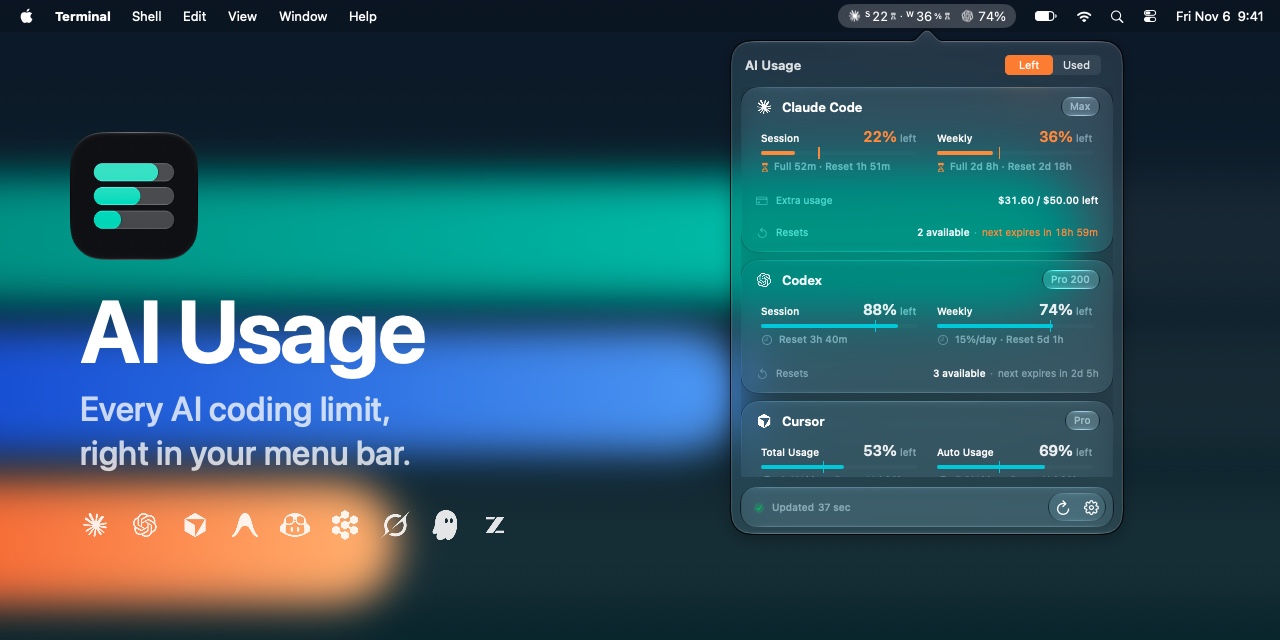 Terminal Shell Edit View Window Help
S 22 · W 36% 74% Fri Nov 6 9:41
AI Usage
Every AI coding limit,
right in your menu bar.
AI Usage Left Used
Claude Code Max
Session 22% left Weekly 36% left
Full 52m · Reset 1h 51m Full 2d 8h · Reset 2d 18h
Extra usage $31.60 / $50.00 left
Resets 2 available · next expires in 18h 59m
Codex Pro 200
Session 88% left Weekly 74% left
Reset 3h 40m 15%/day · Reset 5d 1h
Resets 3 available · next expires in 2d 5h
Cursor Pro
Total Usage 53% left Auto Usage 69% left
Updated 37 sec